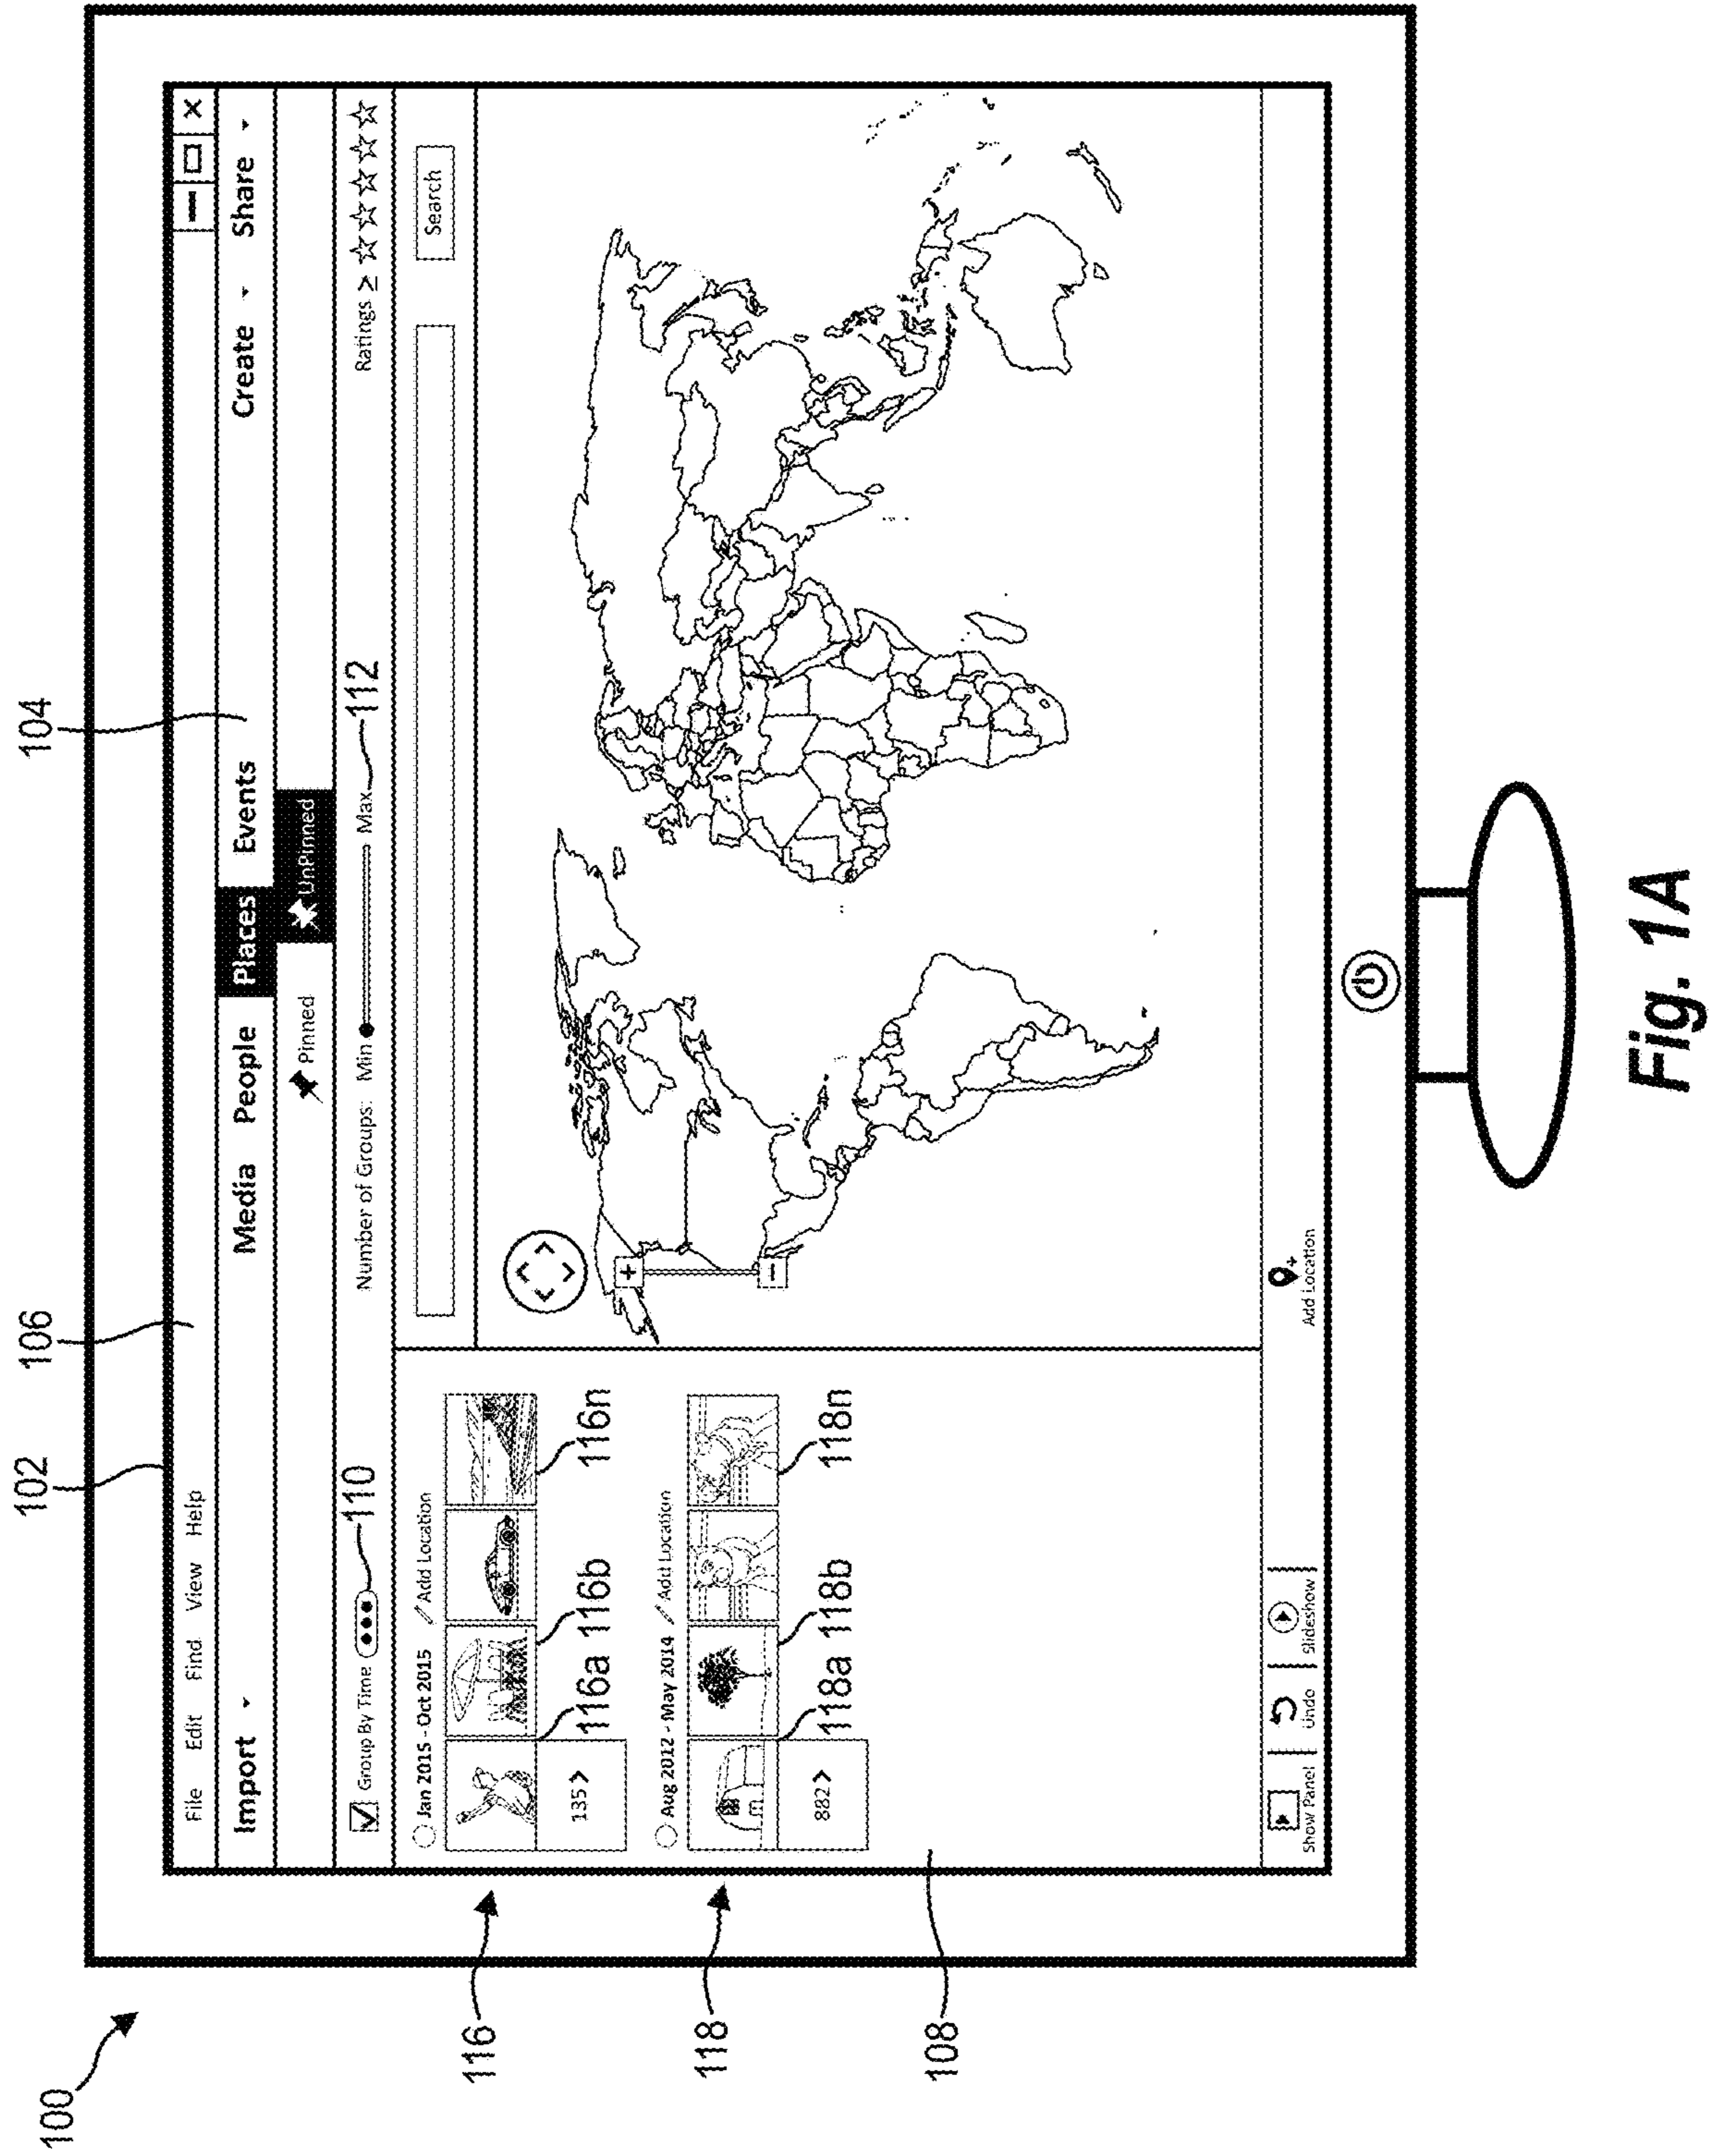 100
102
106
104
File Edit Find View Help
Import Media People Places Events Create Share
Pinned UnPinned
Group By Time 110 Number of Groups: Min Max 112 Ratings ≥
Search
116
Jan 2015 - Oct 2015 Add Location
135 >
116a 116b 116n
118
Aug 2012 - May 2014 Add Location
882 >
118a 118b 118n
108
+
−
Show Panel Undo Slideshow Add Location
Fig. 1A